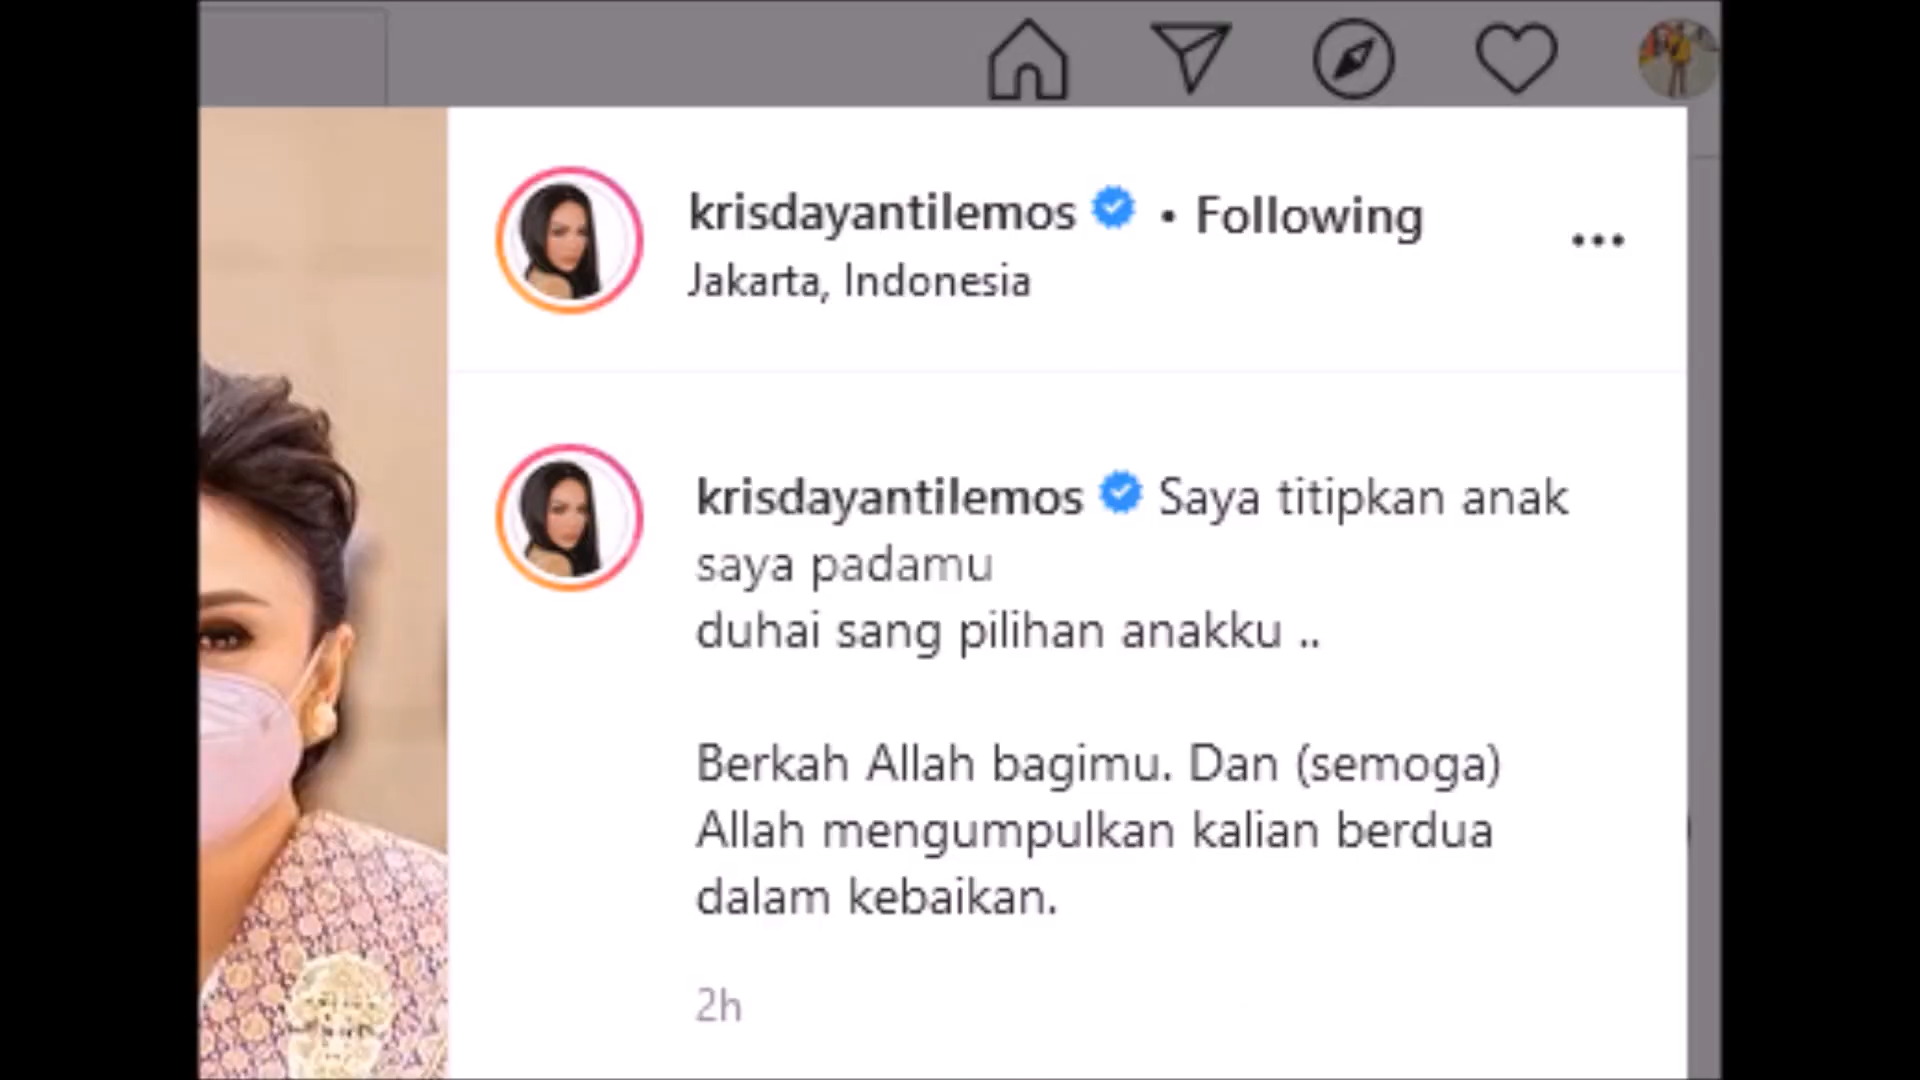 krisdayantilemos • Following
Jakarta, Indonesia
krisdayantilemos Saya titipkan anak
saya padamu
duhai sang pilihan anakku ..
Berkah Allah bagimu. Dan (semoga)
Allah mengumpulkan kalian berdua
dalam kebaikan.
2h